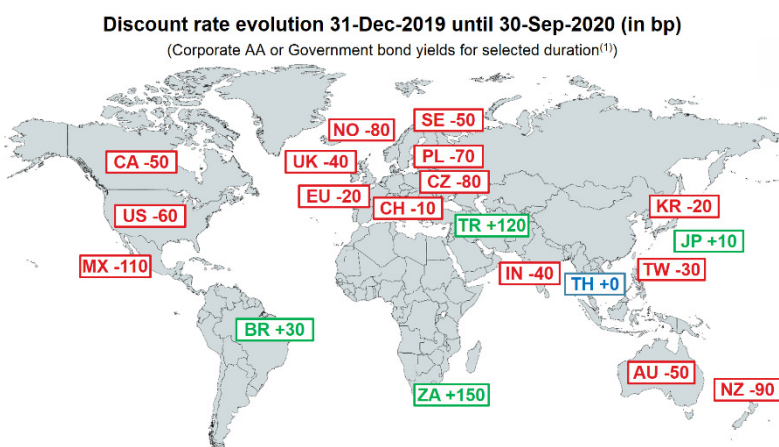 Discount rate evolution 31-Dec-2019 until 30-Sep-2020 (in bp)
(Corporate AA or Government bond yields for selected duration(1))
NO -80
SE -50
CA -50
UK -40
PL -70
CZ -80
EU -20
CH -10
KR -20
US -60
TR +120
JP +10
MX -110
IN -40
TH +0
TW -30
BR +30
AU -50
NZ -90
ZA +150